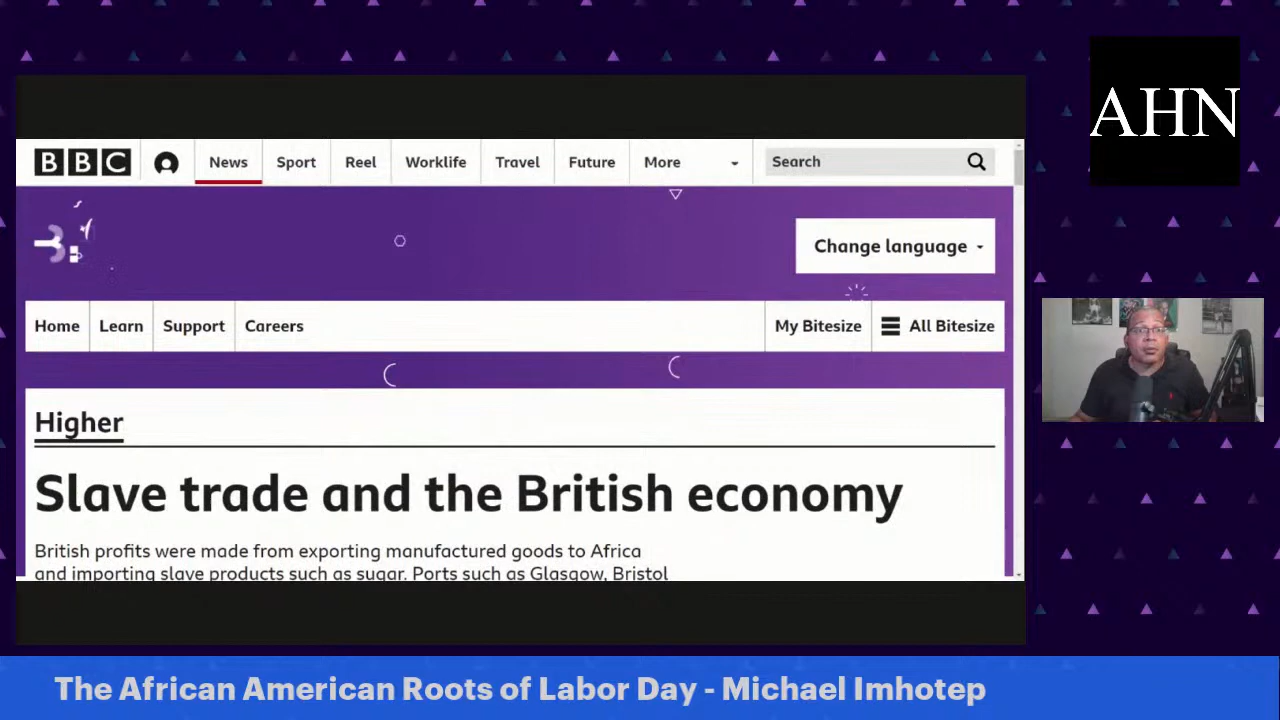 AHN
BBC News Sport Reel Worklife Travel Future More Search
Change language
Home Learn Support Careers My Bitesize All Bitesize
Higher
Slave trade and the British economy
British profits were made from exporting manufactured goods to Africa
and importing slave products such as sugar. Ports such as Glasgow, Bristol
The African American Roots of Labor Day - Michael Imhotep